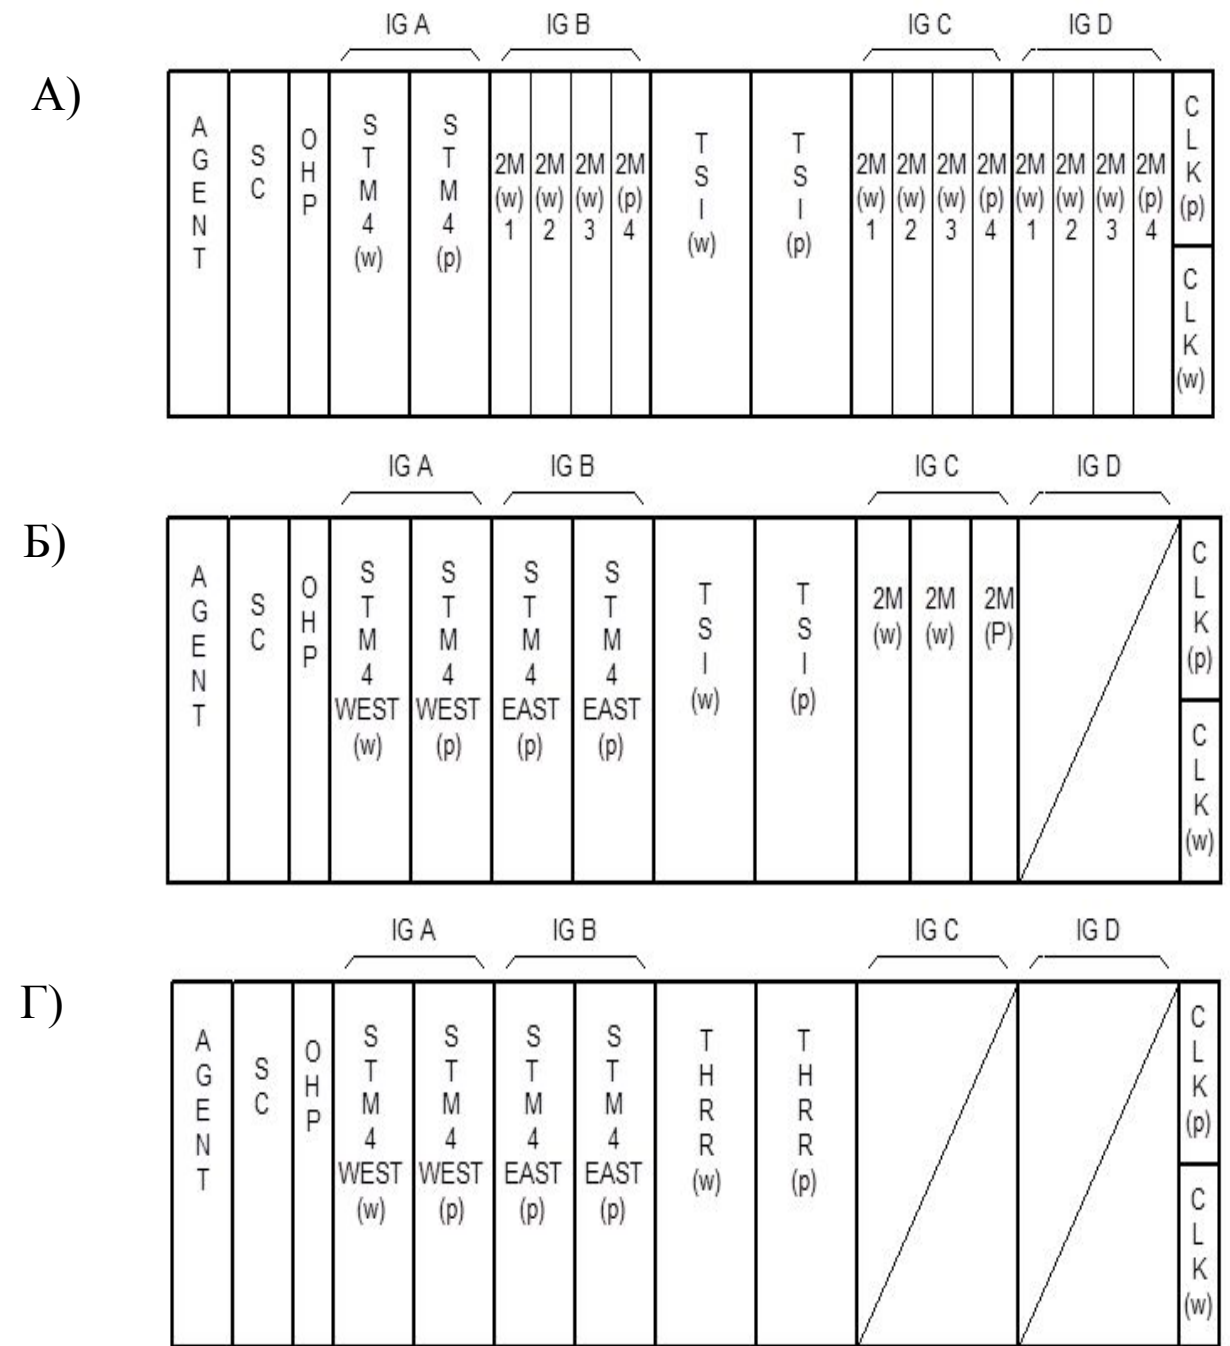 IG A IG B IG C IG D
А)
AGENT SC OHP STM4 (w) STM4 (p) 2M (w) 1 2M (w) 2 2M (w) 3 2M (p) 4 TSI (w) TSI (p) 2M (w) 1 2M (w) 2 2M (w) 3 2M (p) 4 2M (w) 1 2M (w) 2 2M (w) 3 2M (p) 4 CLK (p) CLK (w)
IG A IG B IG C IG D
Б)
AGENT SC OHP STM4 WEST (w) STM4 WEST (p) STM4 EAST (p) STM4 EAST (p) TSI (w) TSI (p) 2M (w) 2M (w) 2M (P) CLK (p) CLK (w)
IG A IG B IG C IG D
Г)
AGENT SC OHP STM4 WEST (w) STM4 WEST (p) STM4 EAST (p) STM4 EAST (p) THRR (w) THRR (p) CLK (p) CLK (w)